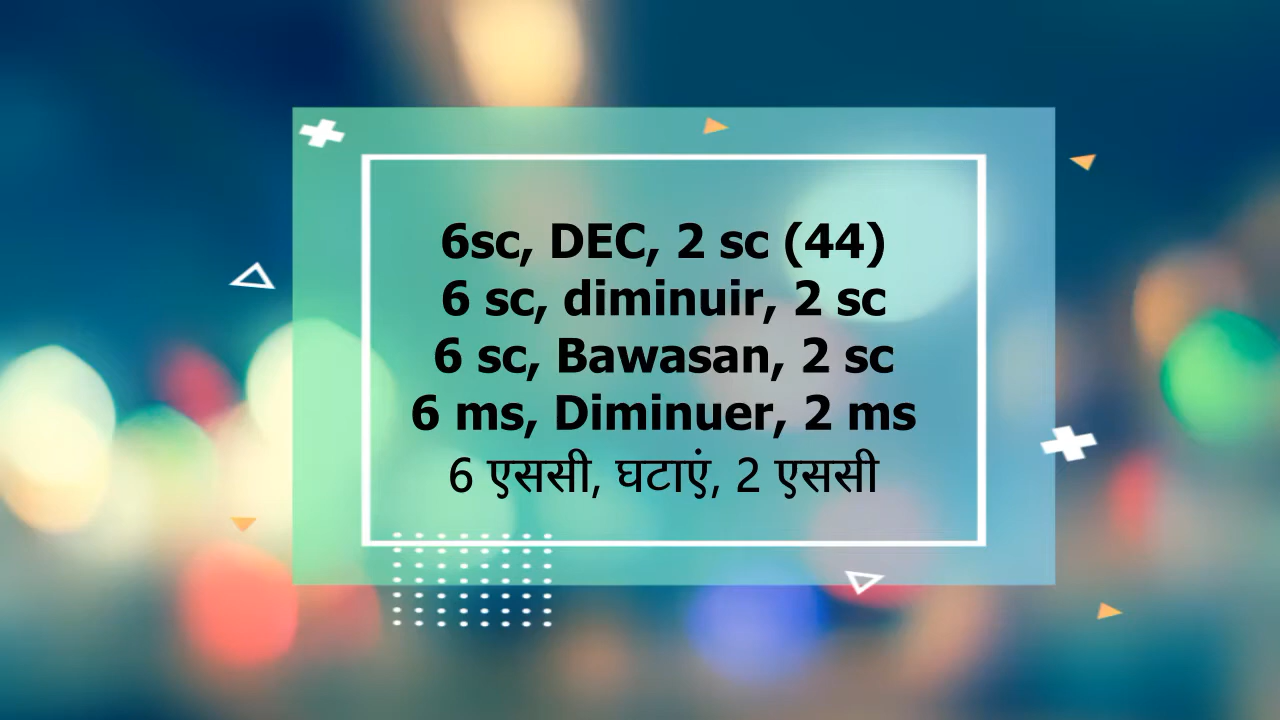 6sc, DEC, 2 sc (44)
6 sc, diminuir, 2 sc
6 sc, Bawasan, 2 sc
6 ms, Diminuer, 2 ms
6 एससी, घटाएं, 2 एससी